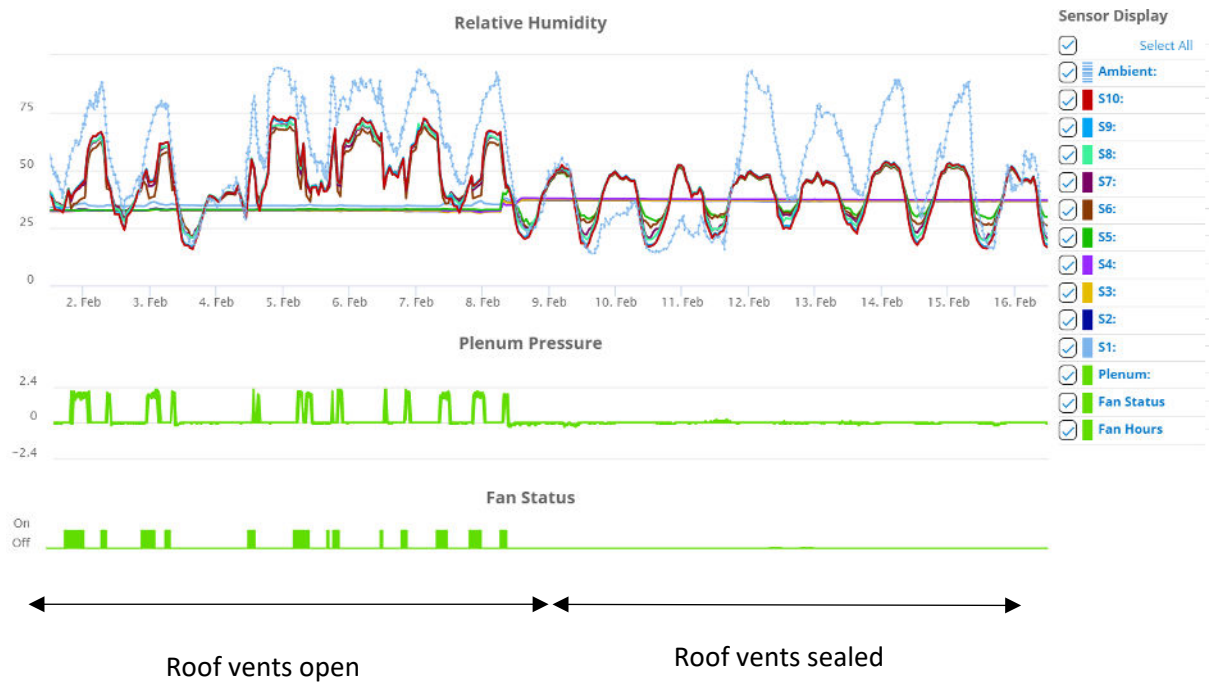 Relative Humidity
75
50
25
0
2. Feb 3. Feb 4. Feb 5. Feb 6. Feb 7. Feb 8. Feb 9. Feb 10. Feb 11. Feb 12. Feb 13. Feb 14. Feb 15. Feb 16. Feb
Plenum Pressure
2.4
0
−2.4
Fan Status
On
Off
Roof vents open
Roof vents sealed
Sensor Display
Select All
Ambient:
S10:
S9:
S8:
S7:
S6:
S5:
S4:
S3:
S2:
S1:
Plenum:
Fan Status
Fan Hours